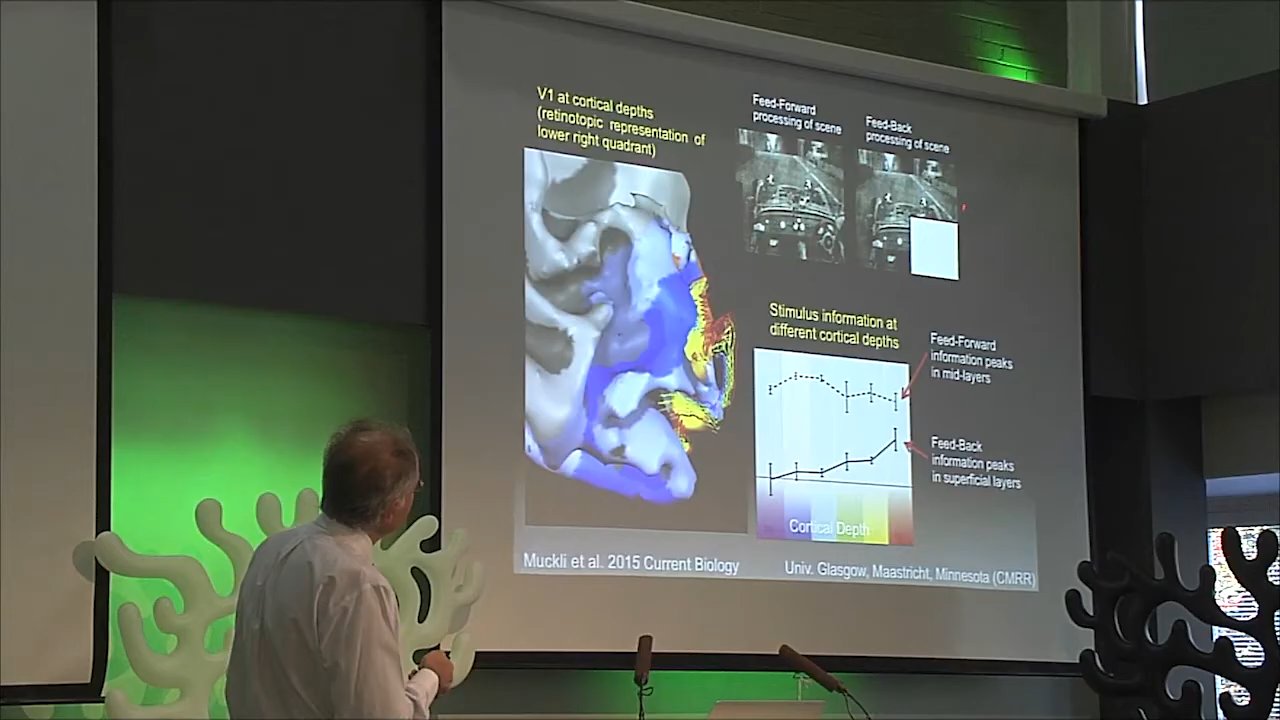 V1 at cortical depths
(retinotopic representation of
lower right quadrant)
Feed-Forward
processing of scene
Feed-Back
processing of scene
Stimulus information at
different cortical depths
Feed-Forward
information peaks
in mid-layers
Feed-Back
information peaks
in superficial layers
Cortical Depth
Muckli et al. 2015 Current Biology
Univ. Glasgow, Maastricht, Minnesota (CMRR)